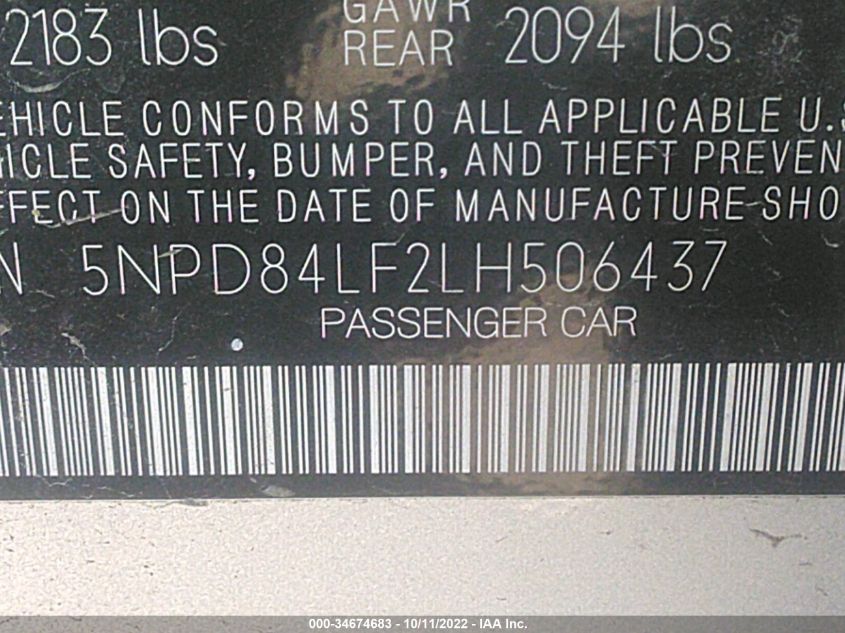 2183 lbs GAWR REAR 2094 lbs
EHICLE CONFORMS TO ALL APPLICABLE U.S
ICLE SAFETY, BUMPER, AND THEFT PREVEN
FFECT ON THE DATE OF MANUFACTURE SHO
N 5NPD84LF2LH506437
PASSENGER CAR
000-34674683 - 10/11/2022 - IAA Inc.